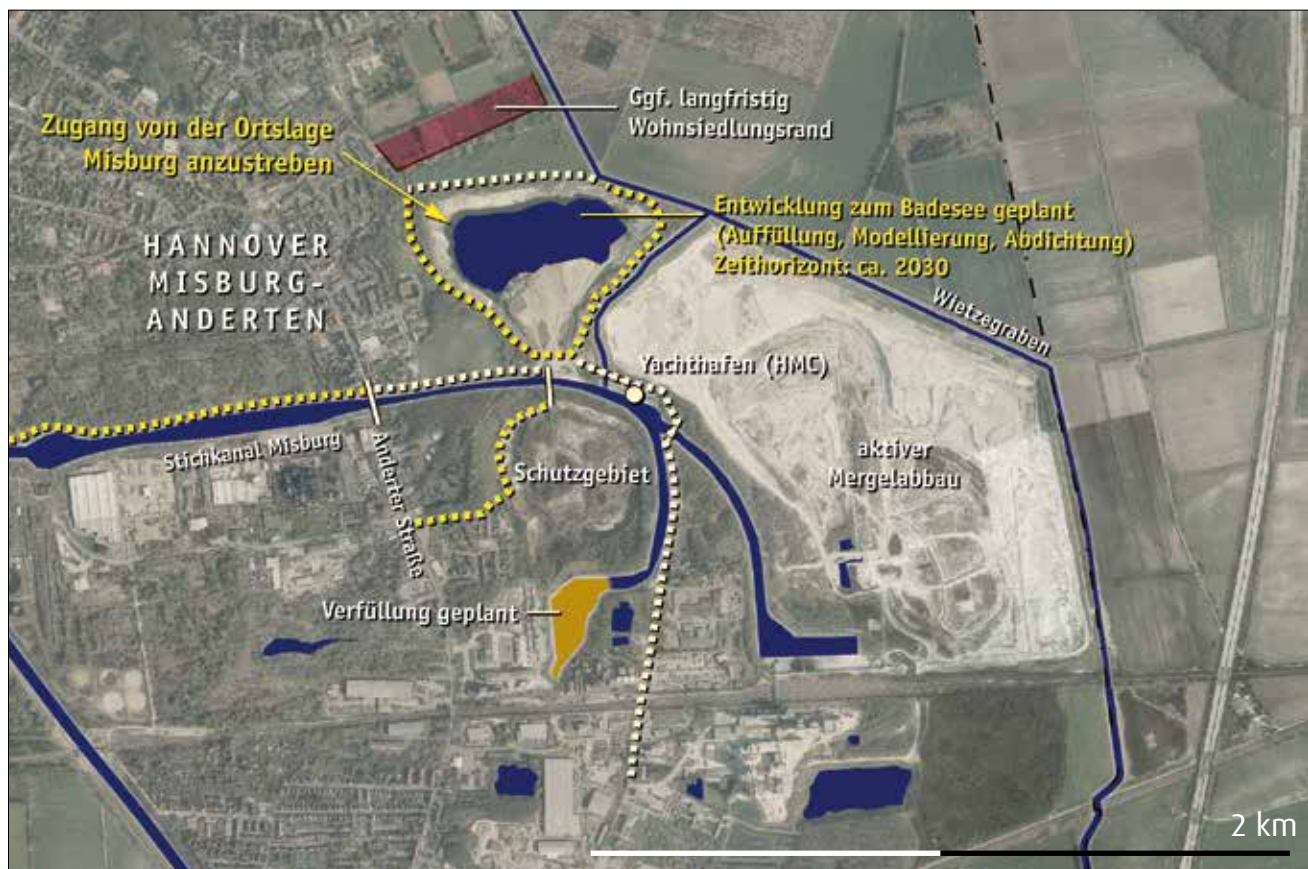 Ggf. langfristig
Wohnsiedlungsrand
Zugang von der Ortslage
Misburg anzustreben
Entwicklung zum Badesee geplant
(Auffüllung, Modellierung, Abdichtung)
Zeithorizont: ca. 2030
HANNOVER
MISBURG-
ANDERTEN
Wietzegraben
Yachthafen (HMC)
Stichkanal Misburg
Anderter Straße
Schutzgebiet
aktiver
Mergelabbau
Verfüllung geplant
2 km